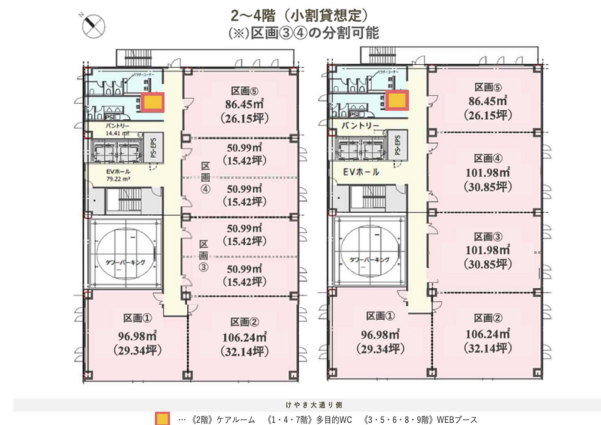 2～4階（小割貸想定）
(※)区画③④の分割可能
N
区画⑤
86.45㎡
(26.15坪)
パントリー
14.41㎡
PS・EPS
EVホール
79.22 m²
区画④
50.99㎡
(15.42坪)
50.99㎡
(15.42坪)
区画③
50.99㎡
(15.42坪)
50.99㎡
(15.42坪)
タワーパーキング
区画①
96.98㎡
(29.34坪)
区画②
106.24㎡
(32.14坪)
区画⑤
86.45㎡
(26.15坪)
パントリー
PS・EPS
EVホール
区画④
101.98㎡
(30.85坪)
区画③
101.98㎡
(30.85坪)
タワーパーキング
区画①
96.98㎡
(29.34坪)
区画②
106.24㎡
(32.14坪)
けやき大通り側
… 《2階》ケアルーム 《1・4・7階》多目的WC 《3・5・6・8・9階》WEBブース